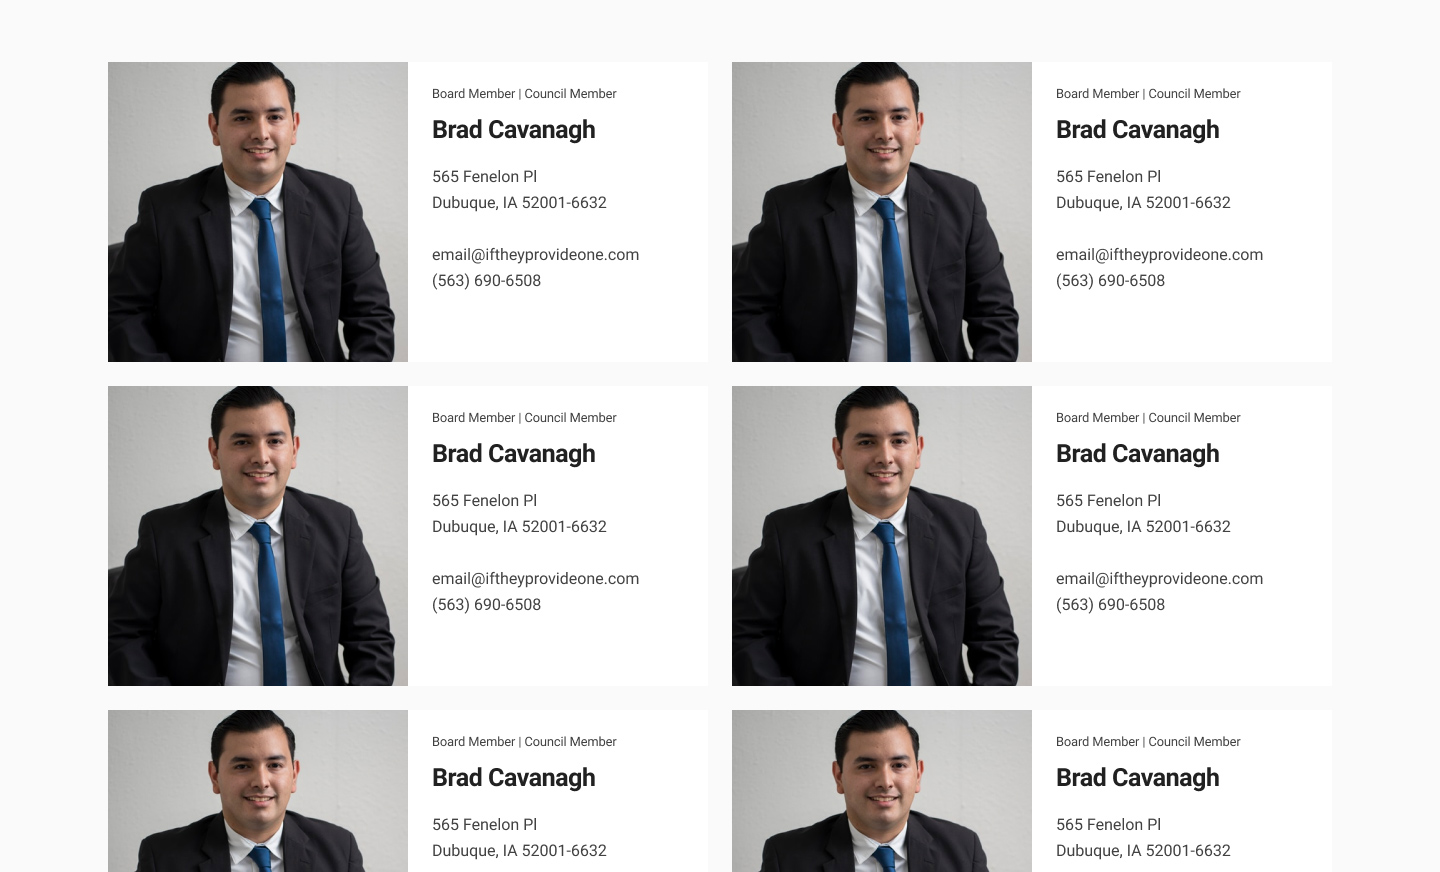 Board Member | Council Member
Brad Cavanagh
565 Fenelon Pl
Dubuque, IA 52001-6632
email@iftheyprovideone.com
(563) 690-6508
Board Member | Council Member
Brad Cavanagh
565 Fenelon Pl
Dubuque, IA 52001-6632
email@iftheyprovideone.com
(563) 690-6508
Board Member | Council Member
Brad Cavanagh
565 Fenelon Pl
Dubuque, IA 52001-6632
email@iftheyprovideone.com
(563) 690-6508
Board Member | Council Member
Brad Cavanagh
565 Fenelon Pl
Dubuque, IA 52001-6632
email@iftheyprovideone.com
(563) 690-6508
Board Member | Council Member
Brad Cavanagh
565 Fenelon Pl
Dubuque, IA 52001-6632
Board Member | Council Member
Brad Cavanagh
565 Fenelon Pl
Dubuque, IA 52001-6632